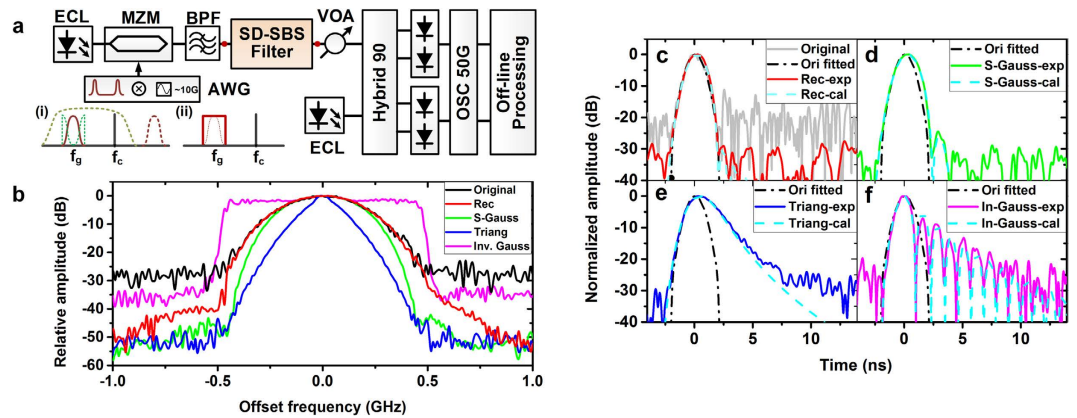 a
ECL
MZM
BPF
SD-SBS
Filter
VOA
Hybrid 90
OSC 50G
Off-line
Processing
~10G
AWG
ECL
(i)
(ii)
fg
fc
fg
fc
b
Original
Rec
S-Gauss
Triang
Inv. Gauss
Relative amplitude (dB)
0
-10
-20
-30
-40
-50
-60
-1.0
-0.5
0.0
0.5
1.0
Offset frequency (GHz)
Normalized amplitude (dB)
c
Original
Ori fitted
Rec-exp
Rec-cal
0
-10
-20
-30
-40
d
Ori fitted
S-Gauss-exp
S-Gauss-cal
e
Ori fitted
Triang-exp
Triang-cal
0
-10
-20
-30
-40
0
5
10
f
Ori fitted
In-Gauss-exp
In-Gauss-cal
0
5
10
Time (ns)